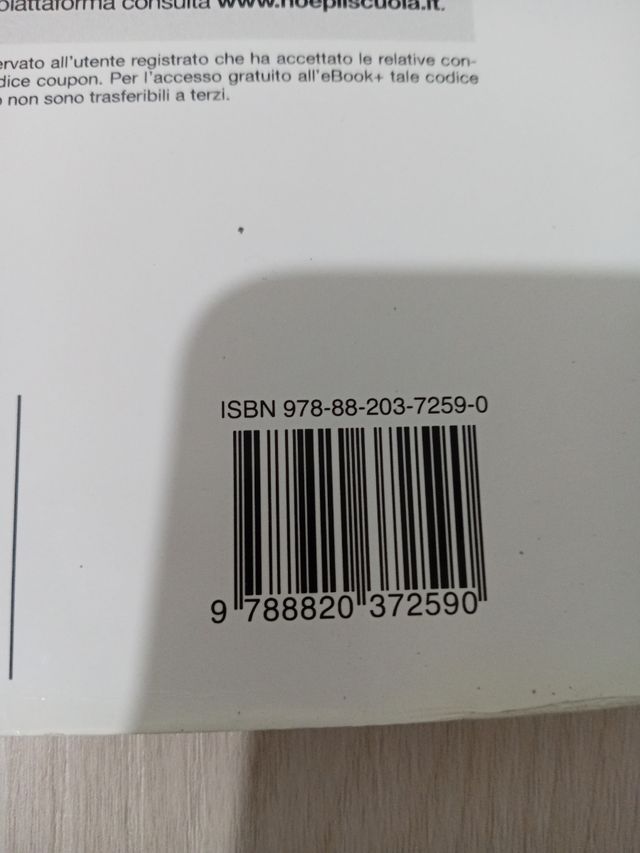 piattaforma consulta www.hoepliscuola.it.
ervato all'utente registrato che ha accettato le relative con-
dice coupon. Per l'accesso gratuito all'eBook+ tale codice
o non sono trasferibili a terzi.
ISBN 978-88-203-7259-0
9 788820 372590